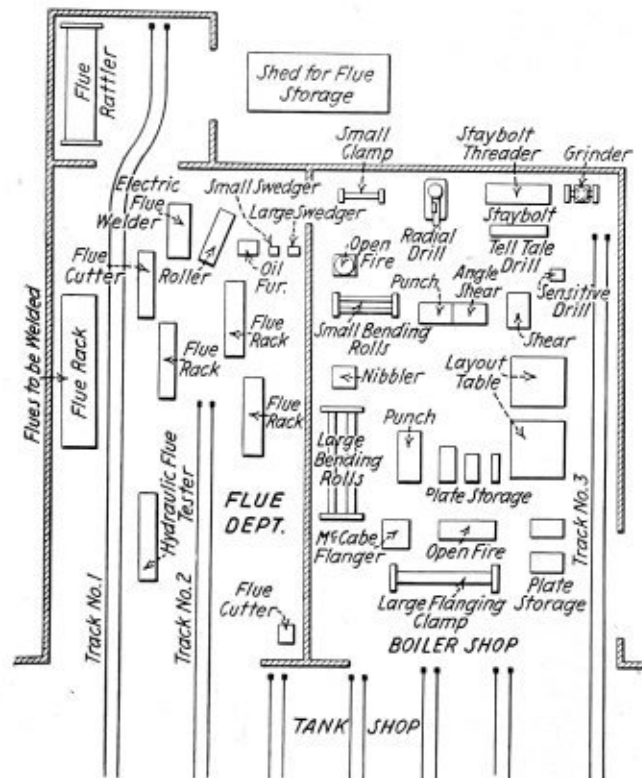 Flue
Rattler
Shed for Flue
Storage
Small
Clamp
Staybolt
Threader
Grinder
Electric
Flue
Welder
Small Swedger
Large Swedger
Staybolt
Radial
Drill
Tell Tale
Drill
Flue
Cutter
Roller
Oil
Fur.
Open
Fire
Punch
Angle
Shear
Sensitive
Drill
Small Bending
Rolls
Shear
Flues to be Welded
Flue Rack
Flue
Rack
Flue
Rack
Flue
Rack
Nibbler
Layout
Table
Large
Bending
Rolls
Punch
Plate Storage
Hydraulic Flue
Tester
FLUE
DEPT.
McCabe
Flanger
Open Fire
Plate
Storage
Track No.1
Track No.2
Track No.3
Flue
Cutter
Large Flanging
Clamp
BOILER SHOP
TANK SHOP